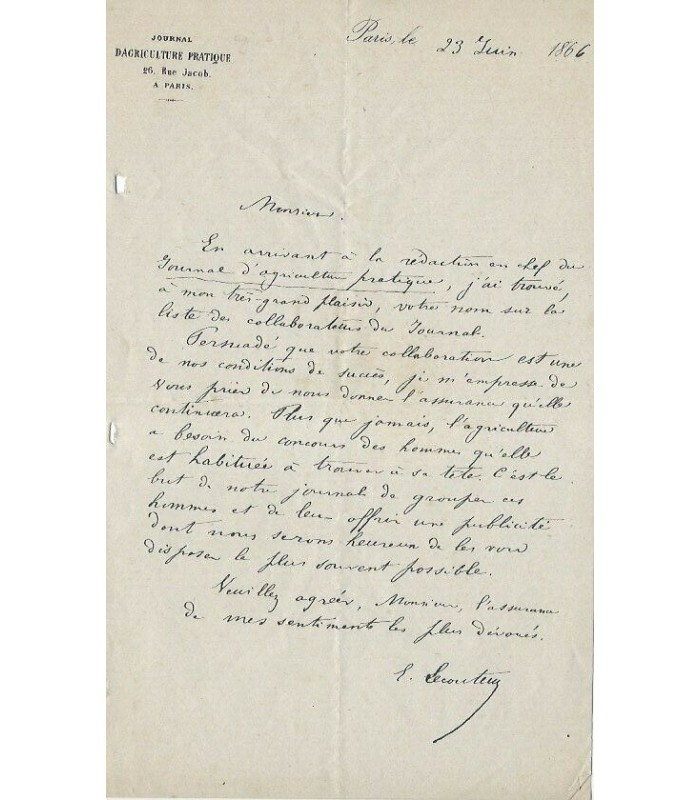 JOURNAL
D'AGRICULTURE PRATIQUE
26, Rue Jacob.
A PARIS.
Paris, le 23 Juin 1866
Monsieur.
En arrivant à la rédaction en chef du
Journal d'agriculture pratique, j'ai trouvé,
à mon très-grand plaisir, votre nom sur la
liste des collaborateurs du Journal.
Persuadé que votre collaboration est une
de nos conditions de succès, je m'empresse de
vous prier de nous donner l'assurance qu'elle
continuera. Plus que jamais, l'agriculture
a besoin du concours des hommes qu'elle
est habituée à trouver à sa tête. C'est le
but de notre journal de grouper ces
hommes et de leur offrir une publicité
dont nous serons heureux de les voir
disposer le plus souvent possible.
Veuillez agréer, Monsieur, l'assurance
de mes sentiments les plus dévoués.
E. Lecouteux